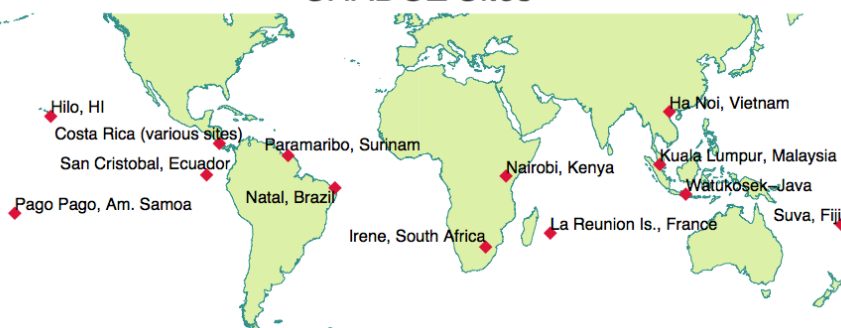 Hilo, HI
Ha Noi, Vietnam
Costa Rica (various sites)
Paramaribo, Surinam
San Cristobal, Ecuador
Nairobi, Kenya
Kuala Lumpur, Malaysia
Natal, Brazil
Watukosek–Java
Pago Pago, Am. Samoa
Suva, Fiji
La Reunion Is., France
Irene, South Africa